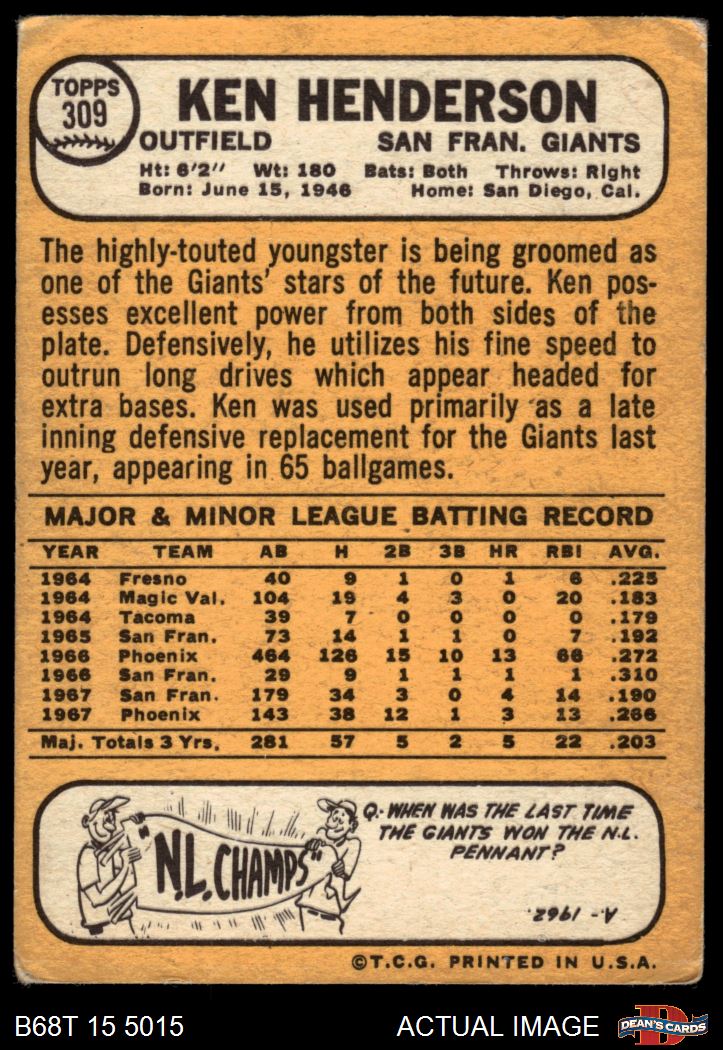 TOPPS
309
KEN HENDERSON
OUTFIELD SAN FRAN. GIANTS
Ht: 6'2" Wt: 180 Bats: Both Throws: Right
Born: June 15, 1946 Home: San Diego, Cal.
The highly-touted youngster is being groomed as
one of the Giants' stars of the future. Ken pos-
esses excellent power from both sides of the
plate. Defensively, he utilizes his fine speed to
outrun long drives which appear headed for
extra bases. Ken was used primarily as a late
inning defensive replacement for the Giants last
year, appearing in 65 ballgames.
MAJOR & MINOR LEAGUE BATTING RECORD
YEAR TEAM AB H 2B 3B HR RBI AVG.
1964 Fresno 40 9 1 0 1 6 .225
1964 Magic Val. 104 19 4 3 0 20 .183
1964 Tacoma 39 7 0 0 0 0 .179
1965 San Fran. 73 14 1 1 0 7 .192
1966 Phoenix 464 126 15 10 13 66 .272
1966 San Fran. 29 9 1 1 1 1 .310
1967 San Fran. 179 34 3 0 4 14 .190
1967 Phoenix 143 38 12 1 3 13 .266
Maj. Totals 3 Yrs. 281 57 5 2 5 22 .203
"N.L. CHAMPS"
Q.- WHEN WAS THE LAST TIME
THE GIANTS WON THE N.L.
PENNANT?
A- 1962.
©T.C.G. PRINTED IN U.S.A.
B68T 15 5015 ACTUAL IMAGE
D
DEAN'S CARDS